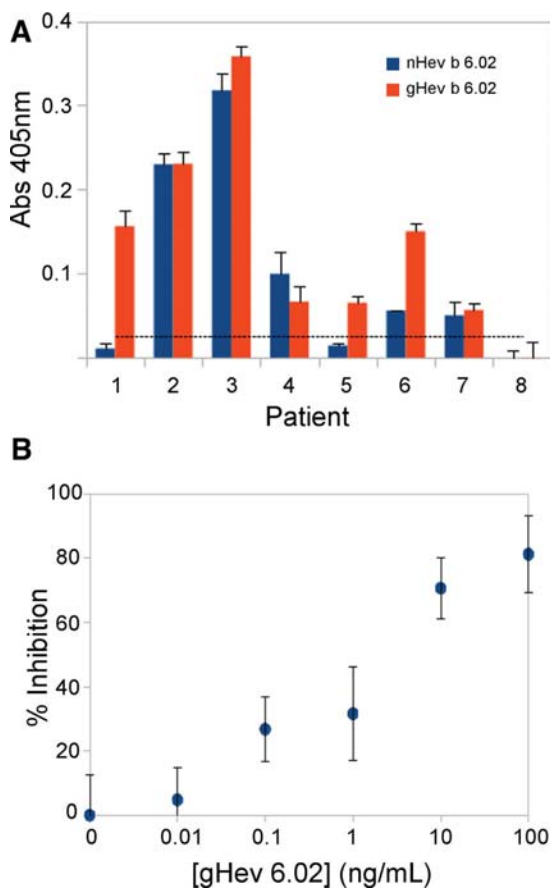 A
0.4
0.3
0.2
0.1
Abs 405nm
nHev b 6.02
gHev b 6.02
1 2 3 4 5 6 7 8
Patient
B
100
80
60
40
20
0
% Inhibition
0 0.01 0.1 1 10 100
[gHev 6.02] (ng/mL)